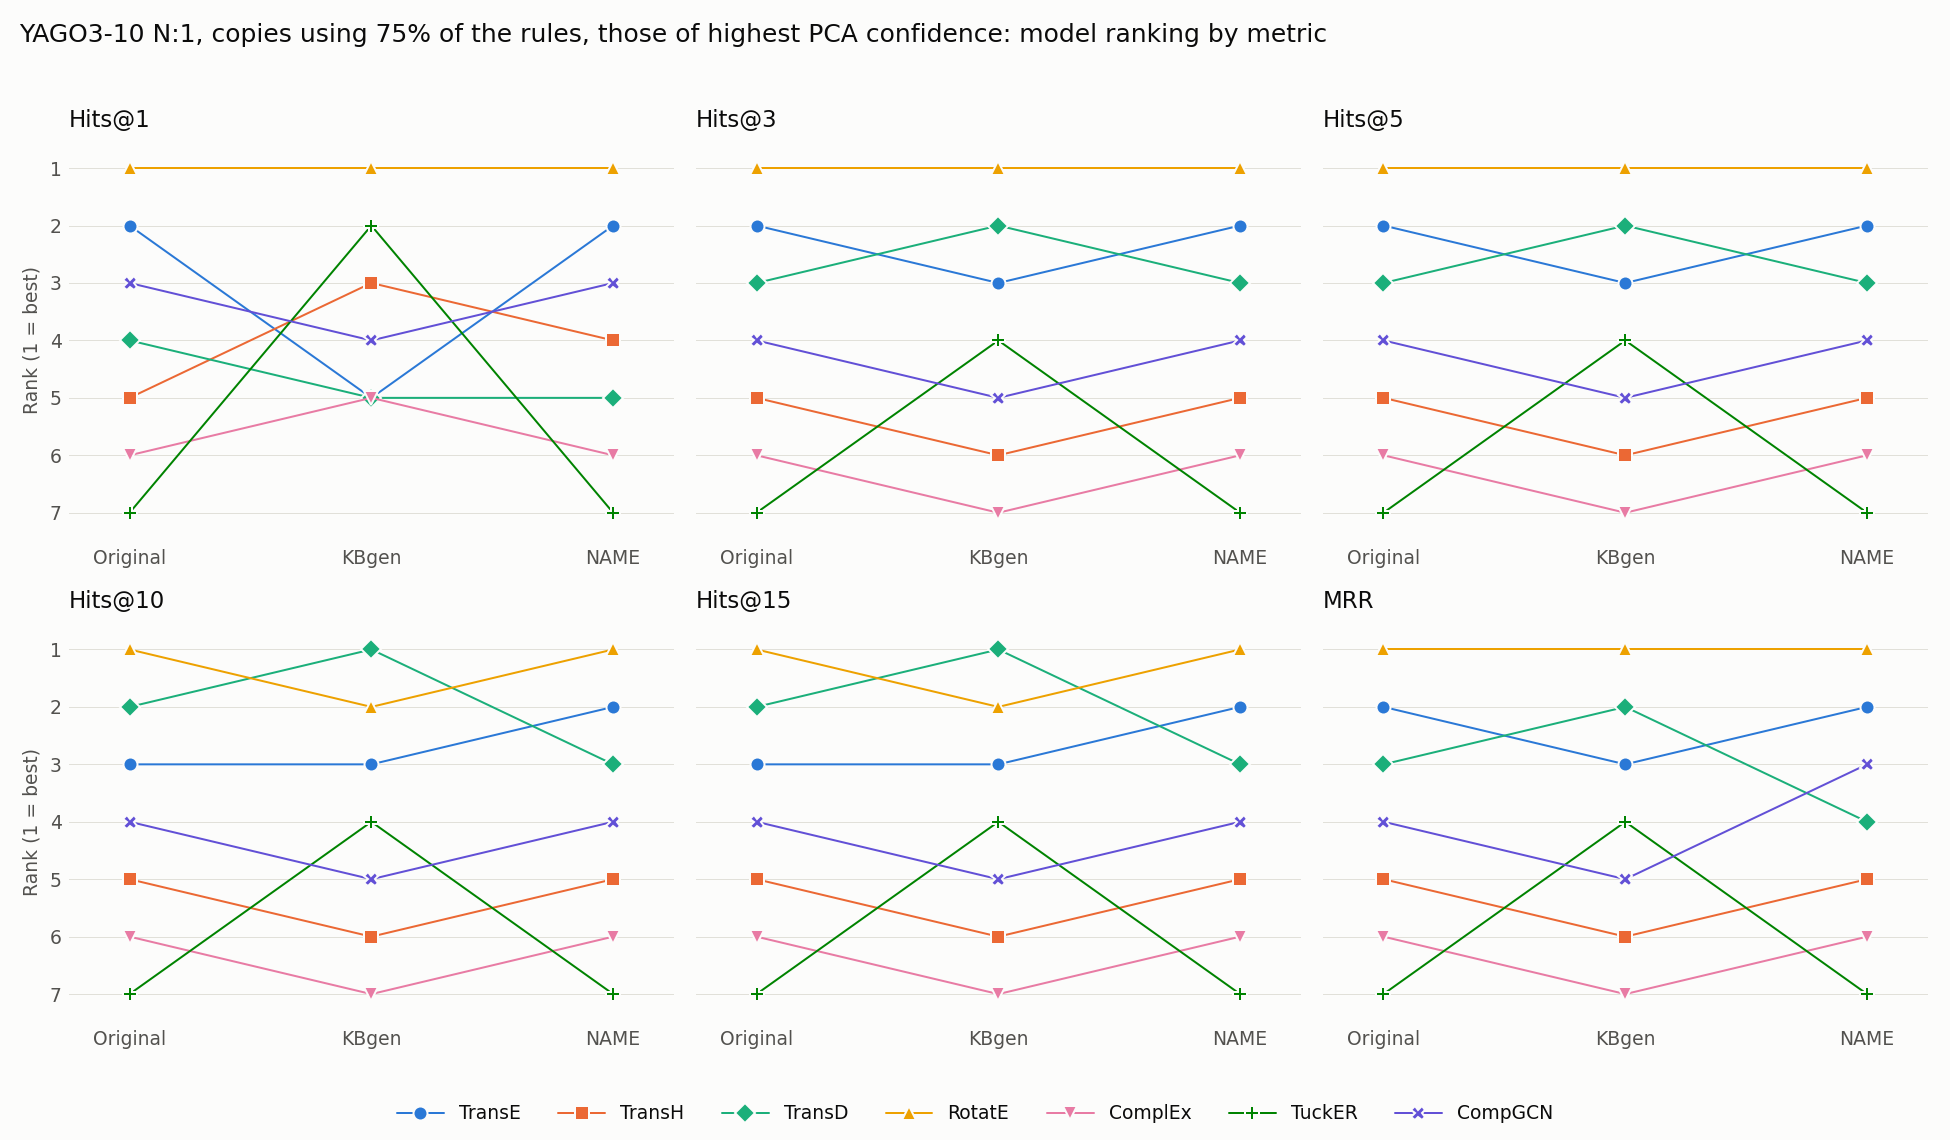 YAGO3-10 N:1, copies using 75% of the rules, those of highest PCA confidence: model ranking by metric
Hits@1
Hits@3
Hits@5
Rank (1 = best)
1
2
3
4
5
6
7
Original
KBgen
NAME
Original
KBgen
NAME
Original
KBgen
NAME
Hits@10
Hits@15
MRR
Rank (1 = best)
1
2
3
4
5
6
7
Original
KBgen
NAME
Original
KBgen
NAME
Original
KBgen
NAME
TransE
TransH
TransD
RotatE
ComplEx
TuckER
CompGCN